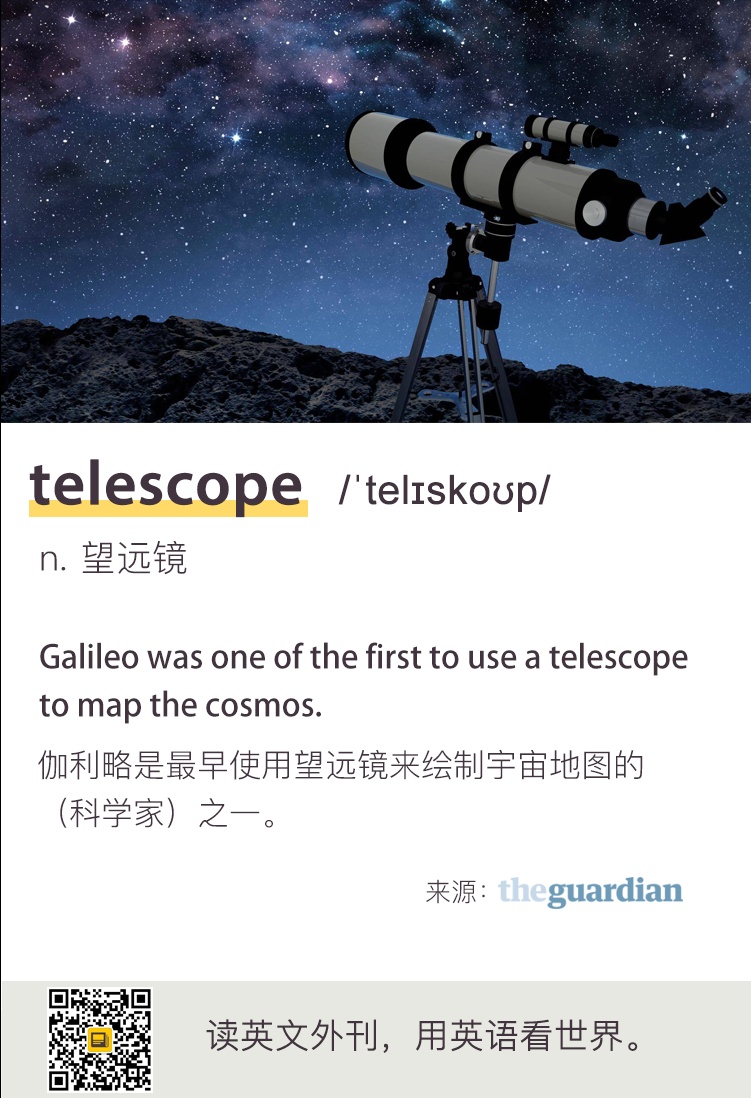 telescope /ˈtelɪskoʊp/
n. 望远镜
Galileo was one of the first to use a telescope
to map the cosmos.
伽利略是最早使用望远镜来绘制宇宙地图的
（科学家）之一。
来源：theguardian
读英文外刊，用英语看世界。